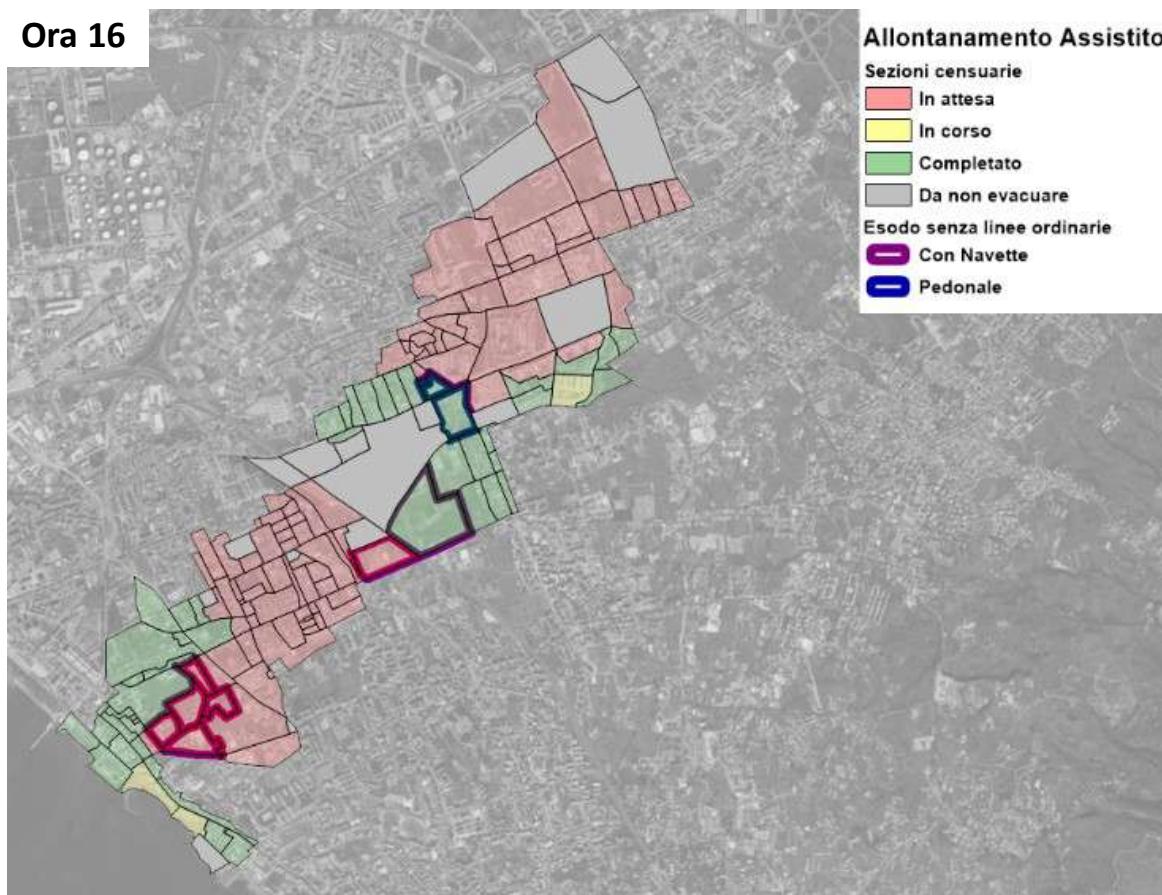 Ora 16
Allontanamento Assistito
Sezioni censuarie
In attesa
In corso
Completato
Da non evacuare
Esodo senza linee ordinarie
Con Navette
Pedonale